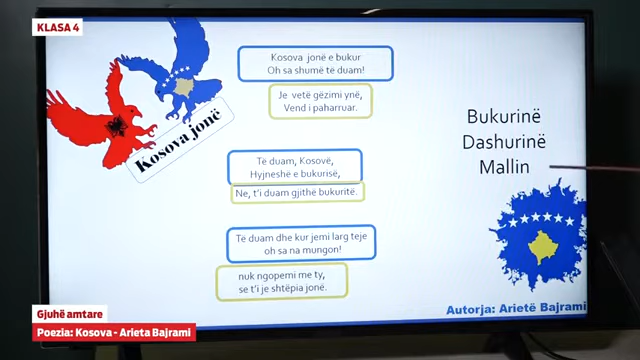 KLASA 4
Kosova jonë
Kosova jonë e bukur
Oh sa shumë të duam!
Je vetë gëzimi ynë,
Vend i paharruar.
Të duam, Kosovë,
Hyjneshë e bukurisë,
Ne, t'i duam gjithë bukuritë.
Të duam dhe kur jemi larg teje
oh sa na mungon!
nuk ngopemi me ty,
se t'i je shtëpia jonë.
Bukurinë
Dashurinë
Mallin
Autorja: Arietë Bajrami
Gjuhë amtare
Poezia: Kosova - Arieta Bajrami